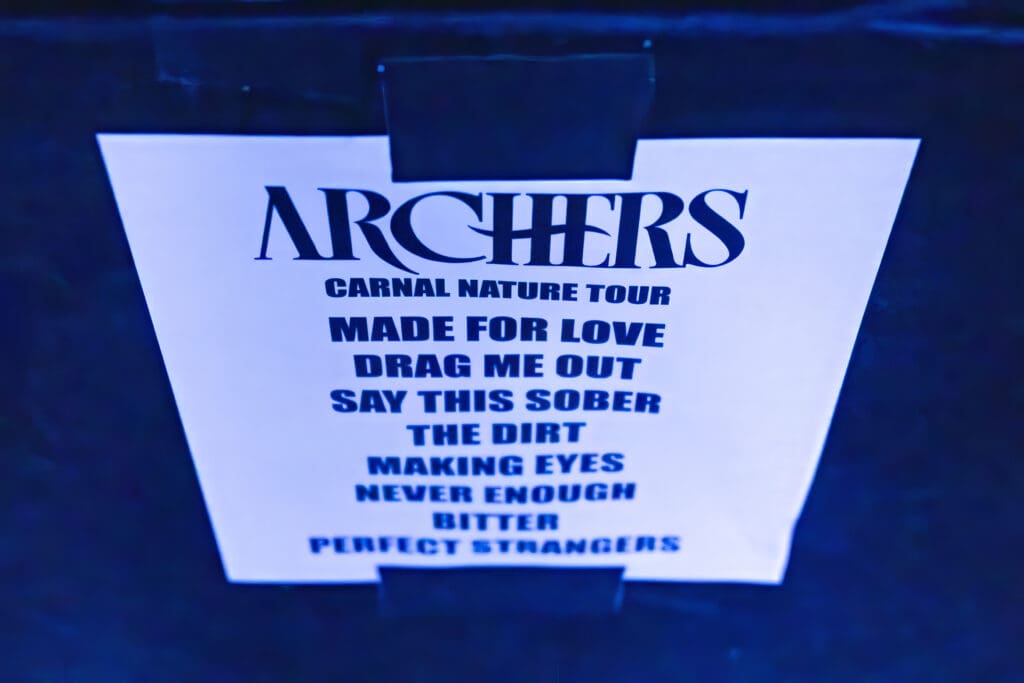 ARCHERS
CARNAL NATURE TOUR
MADE FOR LOVE
DRAG ME OUT
SAY THIS SOBER
THE DIRT
MAKING EYES
NEVER ENOUGH
BITTER
PERFECT STRANGERS